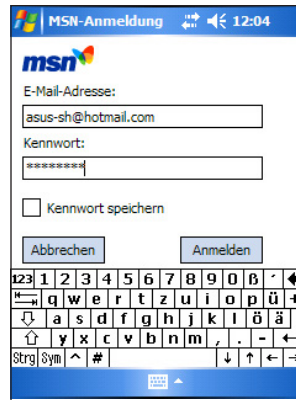 MSN-Anmeldung 12:04
msn
E-Mail-Adresse:
asus-sh@hotmail.com
Kennwort:
********
Kennwort speichern
Abbrechen Anmelden
123 1 2 3 4 5 6 7 8 9 0 ß ´
q w e r t z u i o p ü +
a s d f g h j k l ö ä
y x c v b n m , . - ←
Strg Sym ^ # ↓ ↑ ← →